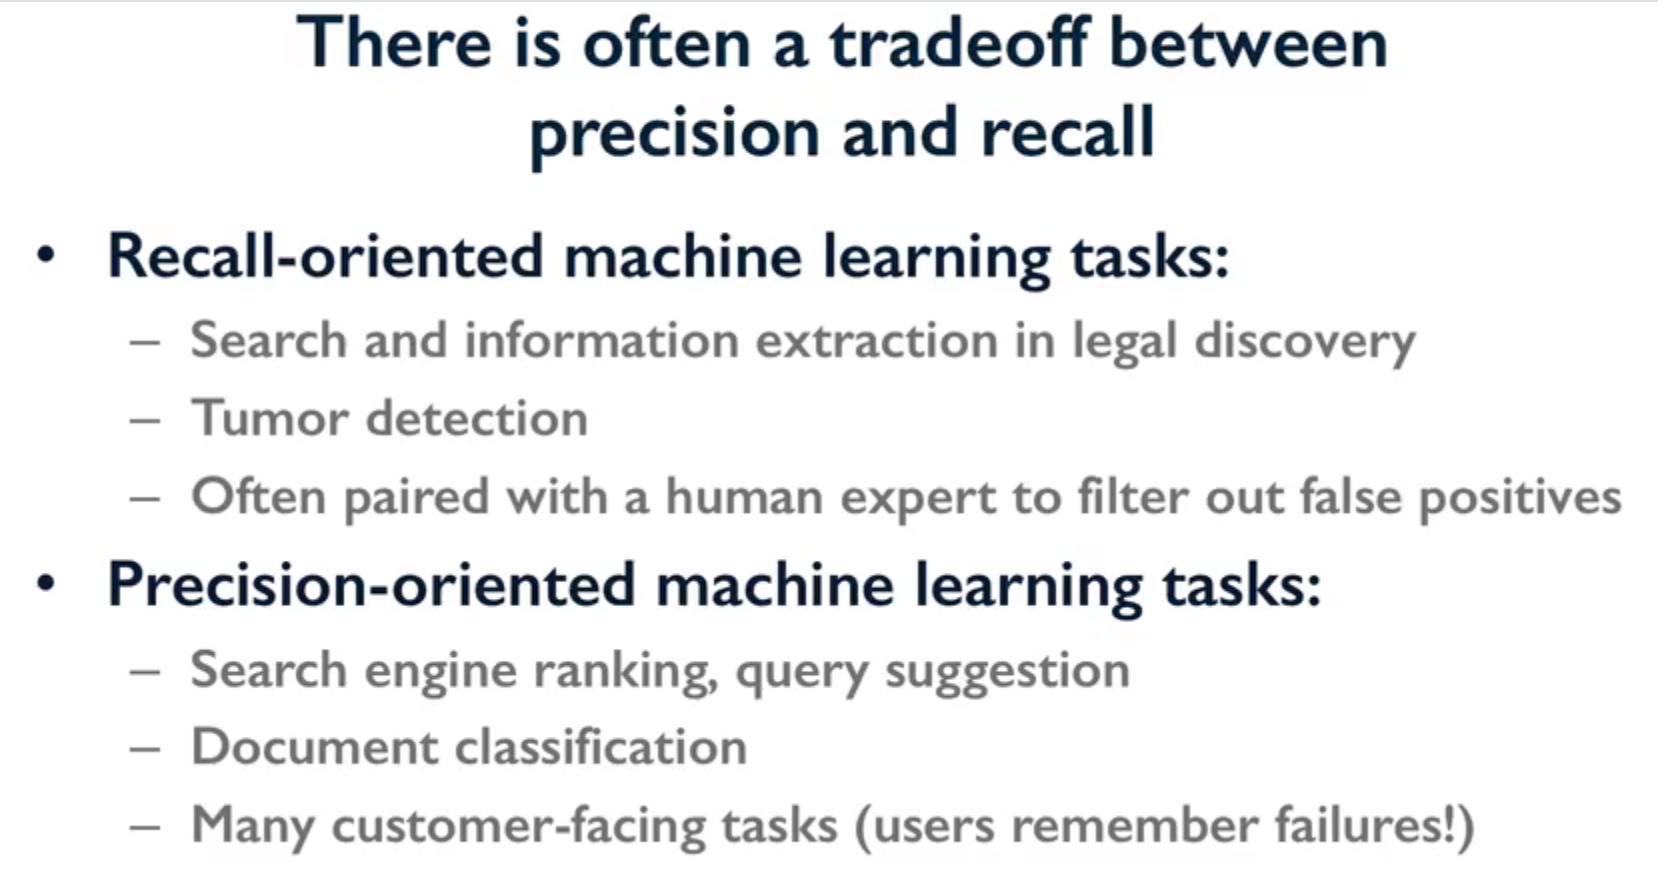 There is often a tradeoff between
precision and recall
• Recall-oriented machine learning tasks:
– Search and information extraction in legal discovery
– Tumor detection
– Often paired with a human expert to filter out false positives
• Precision-oriented machine learning tasks:
– Search engine ranking, query suggestion
– Document classification
– Many customer-facing tasks (users remember failures!)